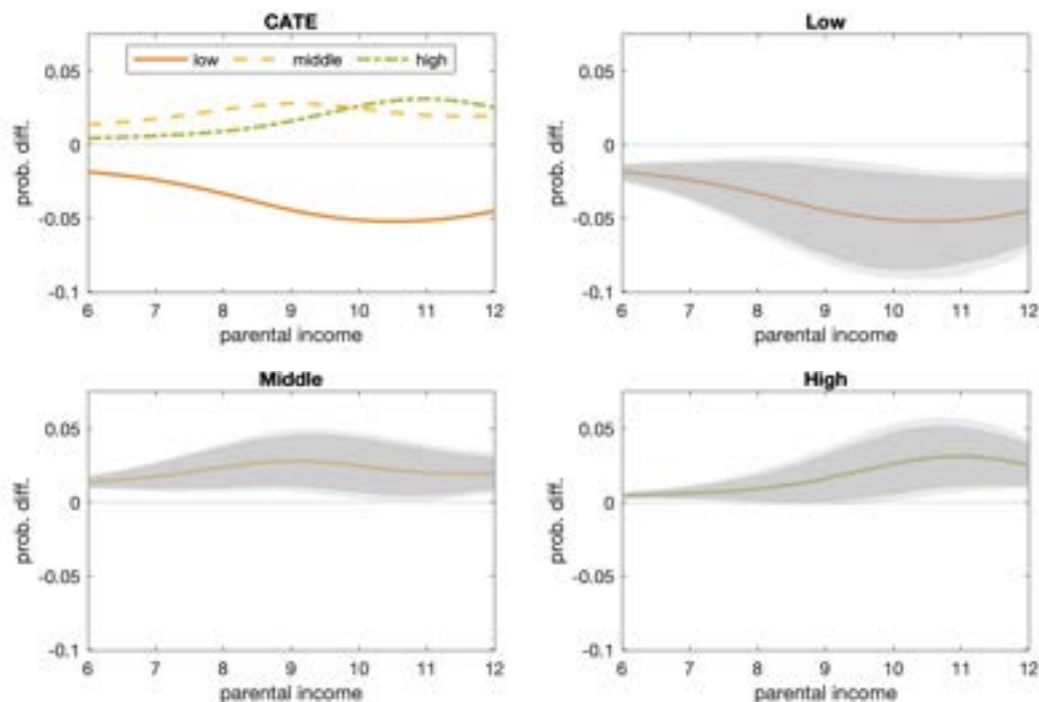 CATE
low middle high
prob. diff.
0.05
0
-0.05
-0.1
6 7 8 9 10 11 12
parental income
Low
prob. diff.
0.05
0
-0.05
-0.1
6 7 8 9 10 11 12
parental income
Middle
prob. diff.
0.05
0
-0.05
-0.1
6 7 8 9 10 11 12
parental income
High
prob. diff.
0.05
0
-0.05
-0.1
6 7 8 9 10 11 12
parental income